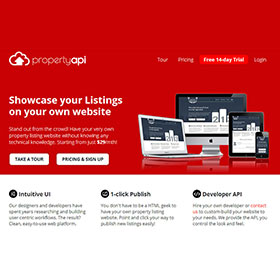 propertyapi
Tour Pricing Free 14-day Trial Login
Showcase your Listings
on your own website
Stand out from the crowd! Have your very own
property listing website without knowing any
technical knowledge. Starting from just $29/mth!
TAKE A TOUR PRICING & SIGN UP
Intuitive UI
Our designers and developers have
spent years researching and building
user centric workflows. The result?
Clean, easy-to-use web platform.
1-click Publish
You don't have to be a HTML geek to
have your own property listing
website. Point and click your way to
publish new listings easily!
Developer API
Hire your own developer or contact
us to custom build your website to
your needs. We provide the API, you
control the look and feel.